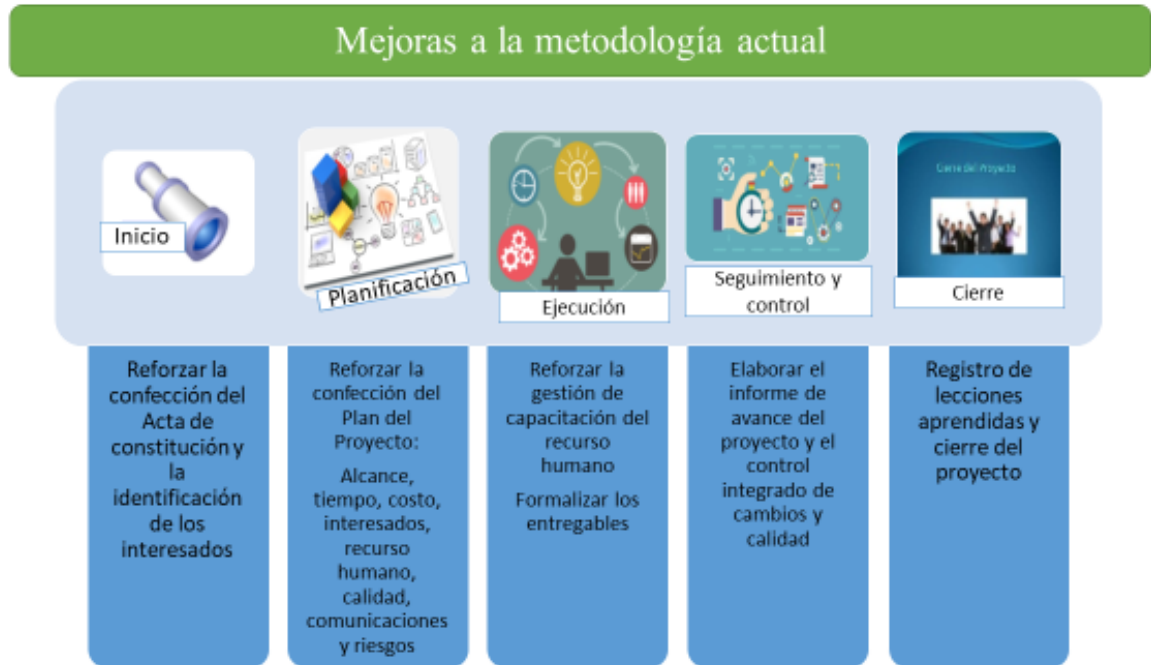 Mejoras a la metodología actual
Inicio
Planificación
Ejecución
Seguimiento y
control
Cierre del Proyecto
Cierre
Reforzar la
confección del
Acta de
constitución y
la
identificación
de los
interesados
Reforzar la
confección del
Plan del
Proyecto:
Alcance,
tiempo, costo,
interesados,
recurso
humano,
calidad,
comunicaciones
y riesgos
Reforzar la
gestión de
capacitación del
recurso
humano
Formalizar los
entregables
Elaborar el
informe de
avance del
proyecto y el
control
integrado de
cambios y
calidad
Registro de
lecciones
aprendidas y
cierre del
proyecto